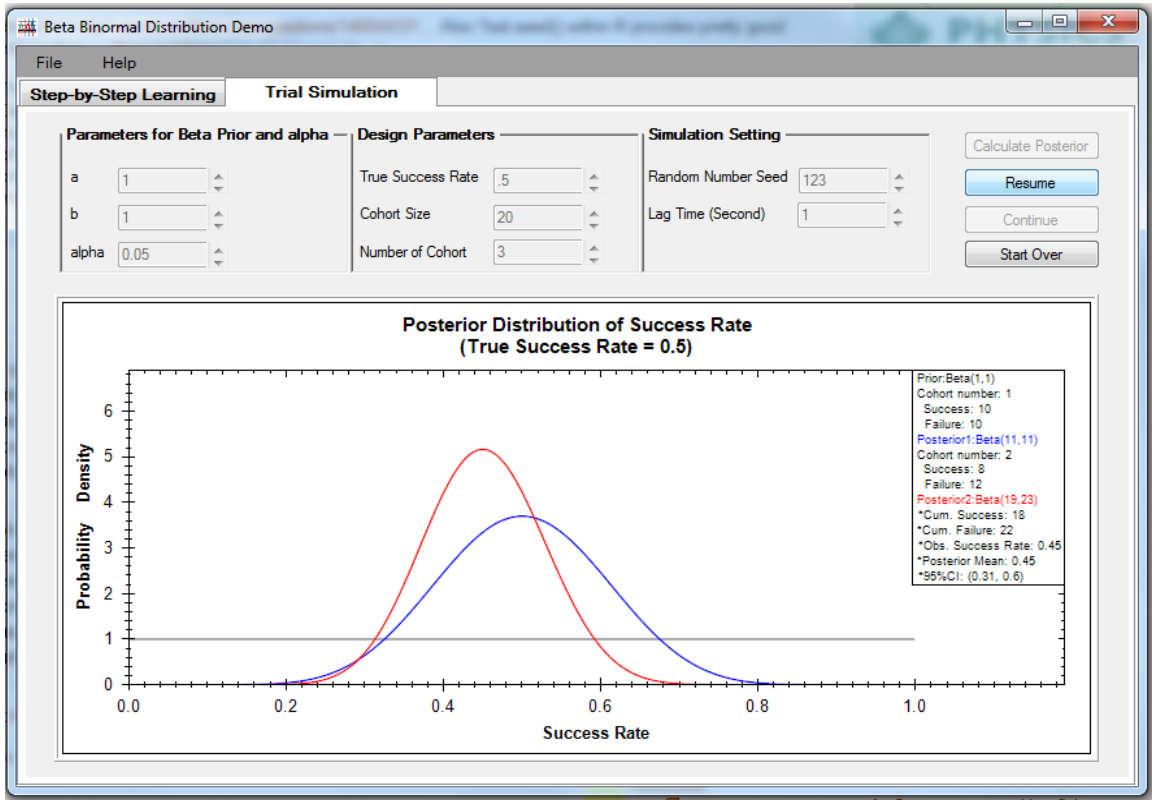 Beta Binormal Distribution Demo
File Help
Step-by-Step Learning Trial Simulation
Parameters for Beta Prior and alpha
a 1
b 1
alpha 0.05
Design Parameters
True Success Rate .5
Cohort Size 20
Number of Cohort 3
Simulation Setting
Random Number Seed 123
Lag Time (Second) 1
Calculate Posterior
Resume
Continue
Start Over
Posterior Distribution of Success Rate
(True Success Rate = 0.5)
Probability Density
6
5
4
3
2
1
0
0.0 0.2 0.4 0.6 0.8 1.0
Success Rate
Prior:Beta(1,1)
Cohort number: 1
Success: 10
Failure: 10
Posterior1:Beta(11,11)
Cohort number: 2
Success: 8
Failure: 12
Posterior2:Beta(19,23)
*Cum. Success: 18
*Cum. Failure: 22
*Obs. Success Rate: 0.45
*Posterior Mean: 0.45
*95%CI: (0.31, 0.6)